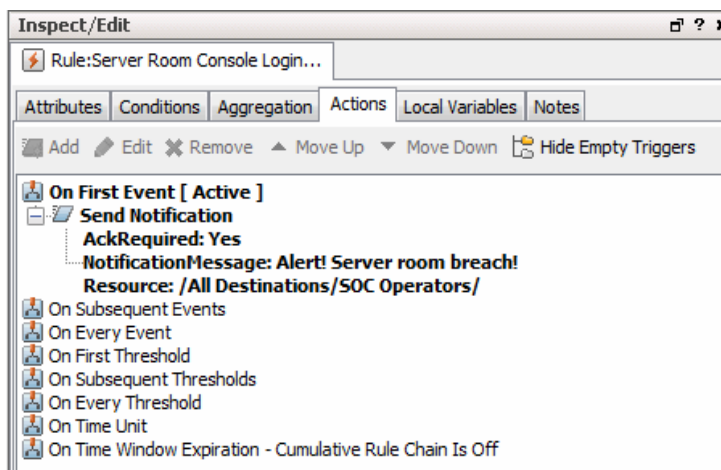 Inspect/Edit
Rule:Server Room Console Login...
Attributes Conditions Aggregation Actions Local Variables Notes
Add Edit Remove Move Up Move Down Hide Empty Triggers
On First Event [ Active ]
Send Notification
AckRequired: Yes
NotificationMessage: Alert! Server room breach!
Resource: /All Destinations/SOC Operators/
On Subsequent Events
On Every Event
On First Threshold
On Subsequent Thresholds
On Every Threshold
On Time Unit
On Time Window Expiration - Cumulative Rule Chain Is Off